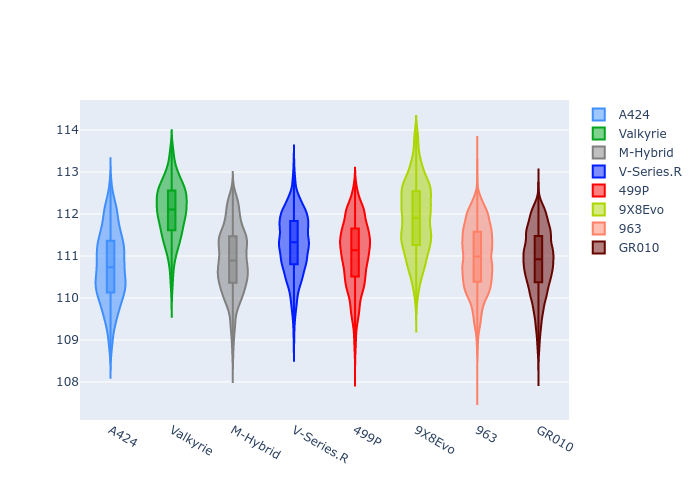 114
113
112
111
110
109
108
A424
Valkyrie
M-Hybrid
V-Series.R
499P
9X8Evo
963
GR010
A424
Valkyrie
M-Hybrid
V-Series.R
499P
9X8Evo
963
GR010